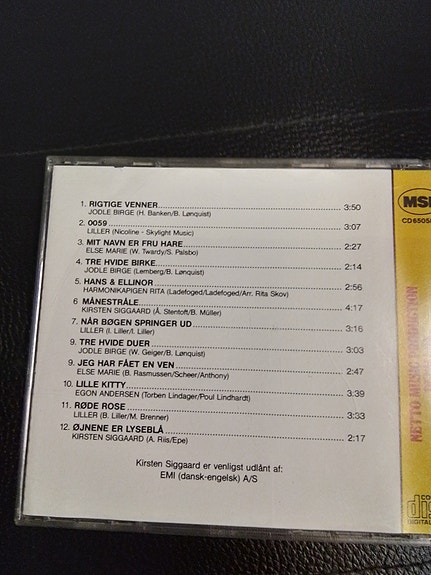 1. RIGTIGE VENNER 3:50
JODLE BIRGE (H. Banken/B. Lønquist)
2. 0059 3:07
LILLER (Nicoline - Skylight Music)
3. MIT NAVN ER FRU HARE 2:27
ELSE MARIE (W. Twardy/S. Palsbo)
4. TRE HVIDE BIRKE 2:14
JODLE BIRGE (Lemberg/B. Lønquist)
5. HANS & ELLINOR 2:56
HARMONIKAPIGEN RITA (Ladefoged/Ladefoged/Arr. Rita Skov)
6 MÅNESTRÅLE 4:17
KIRSTEN SIGGAARD (Å. Stentoft/B. Müller)
7. NÅR BØGEN SPRINGER UD 3:16
LILLER (I. Liller/I. Liller)
9. TRE HVIDE DUER 3:03
JODLE BIRGE (W. Geiger/B. Lønquist)
9. JEG HAR FÅET EN VEN 2:47
ELSE MARIE (B. Rasmussen/Scheer/Anthony)
10. LILLE KITTY 3:39
EGON ANDERSEN (Torben Lindager/Poul Lindhardt)
11. RØDE ROSE 3:33
LILLER (B. Liller/M. Brenner)
12. ØJNENE ER LYSEBLÅ 2:17
KIRSTEN SIGGAARD (A. Riis/Epe)
Kirsten Siggaard er venligst udlånt af:
EMI (dansk-engelsk) A/S
NETTO MUSIC PRODUCTION